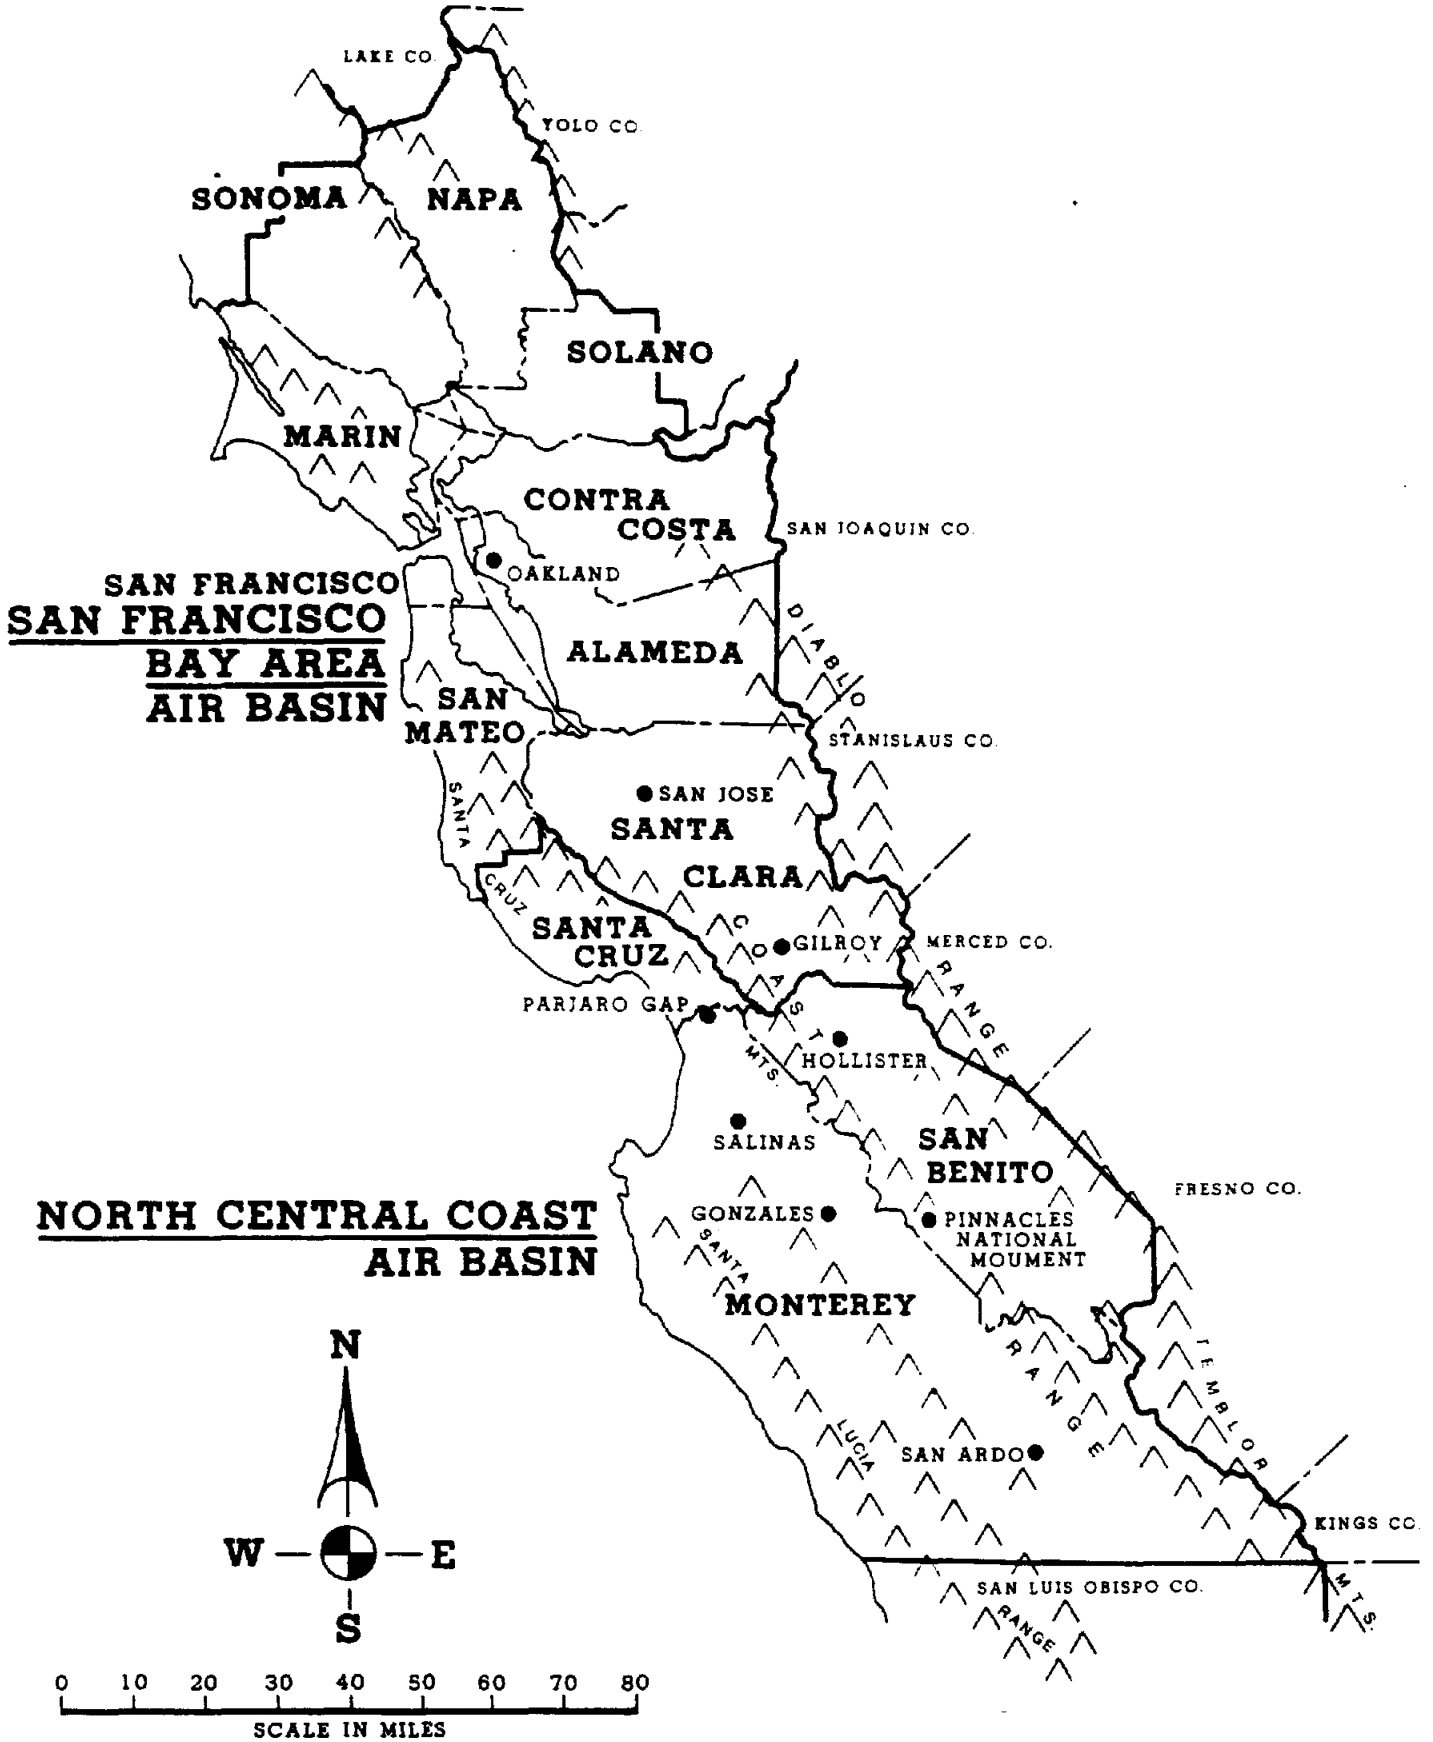 LAKE CO.
YOLO CO.
SONOMA
NAPA
SOLANO
MARIN
CONTRA
COSTA
SAN JOAQUIN CO.
OAKLAND
SAN FRANCISCO
SAN FRANCISCO
BAY AREA
AIR BASIN
DIABLO
ALAMEDA
SAN
MATEO
STANISLAUS CO.
SANTA
SAN JOSE
SANTA
CLARA
CRUZ
SANTA
CRUZ
COAST
GILROY
MERCED CO.
RANGE
PARJARO GAP
MTS.
HOLLISTER
SALINAS
SAN
BENITO
FRESNO CO.
NORTH CENTRAL COAST
AIR BASIN
GONZALES
PINNACLES
NATIONAL
MOUMENT
SANTA
MONTEREY
RANGE
TEMBLOR
LUCIA
SAN ARDO
KINGS CO.
SAN LUIS OBISPO CO.
RANGE
MTS.
N
W E
S
0 10 20 30 40 50 60 70 80
SCALE IN MILES